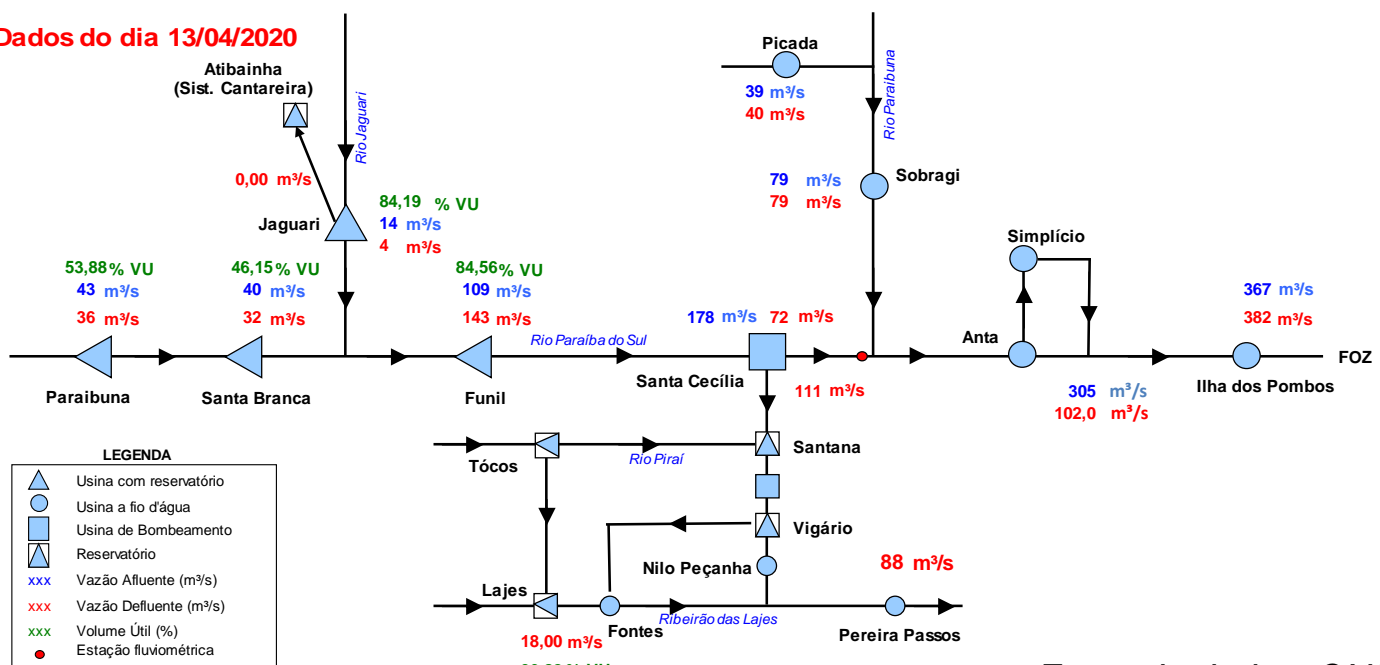 Dados do dia 13/04/2020
Atibainha
(Sist. Cantareira)
Rio Jaguari
0,00 m³/s
Jaguari
84,19 % VU
14 m³/s
4 m³/s
Picada
39 m³/s
40 m³/s
Rio Paraibuna
79 m³/s
79 m³/s
Sobragi
53,88% VU
43 m³/s
36 m³/s
Paraibuna
46,15% VU
40 m³/s
32 m³/s
Santa Branca
84,56% VU
109 m³/s
143 m³/s
Funil
Rio Paraíba do Sul
178 m³/s 72 m³/s
Santa Cecília
111 m³/s
Simplício
Anta
305 m³/s
102,0 m³/s
367 m³/s
382 m³/s
Ilha dos Pombos
FOZ
Tócos
Rio Piraí
Santana
Vigário
Nilo Peçanha
88 m³/s
Lajes
18,00 m³/s
Fontes
Ribeirão das Lajes
Pereira Passos
LEGENDA
Usina com reservatório
Usina a fio d'água
Usina de Bombeamento
Reservatório
xxx Vazão Afluente (m³/s)
xxx Vazão Defluente (m³/s)
xxx Volume Útil (%)
Estação fluviométrica